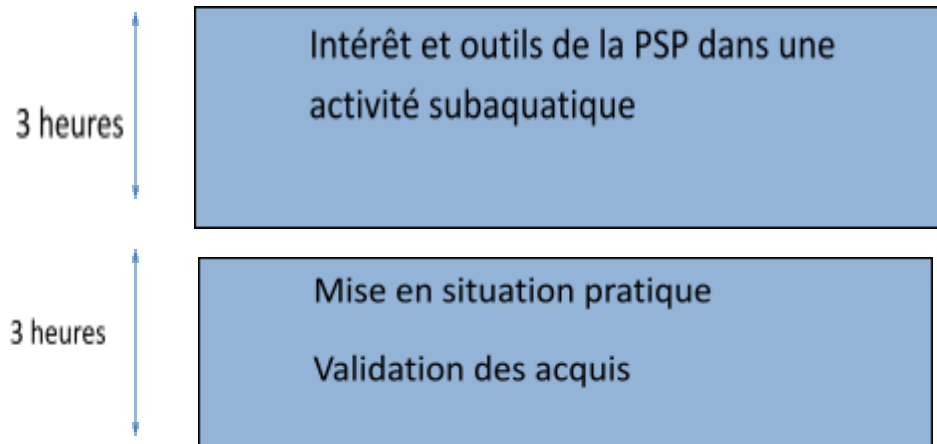 3 heures
Intérêt et outils de la PSP dans une
activité subaquatique
3 heures
Mise en situation pratique
Validation des acquis